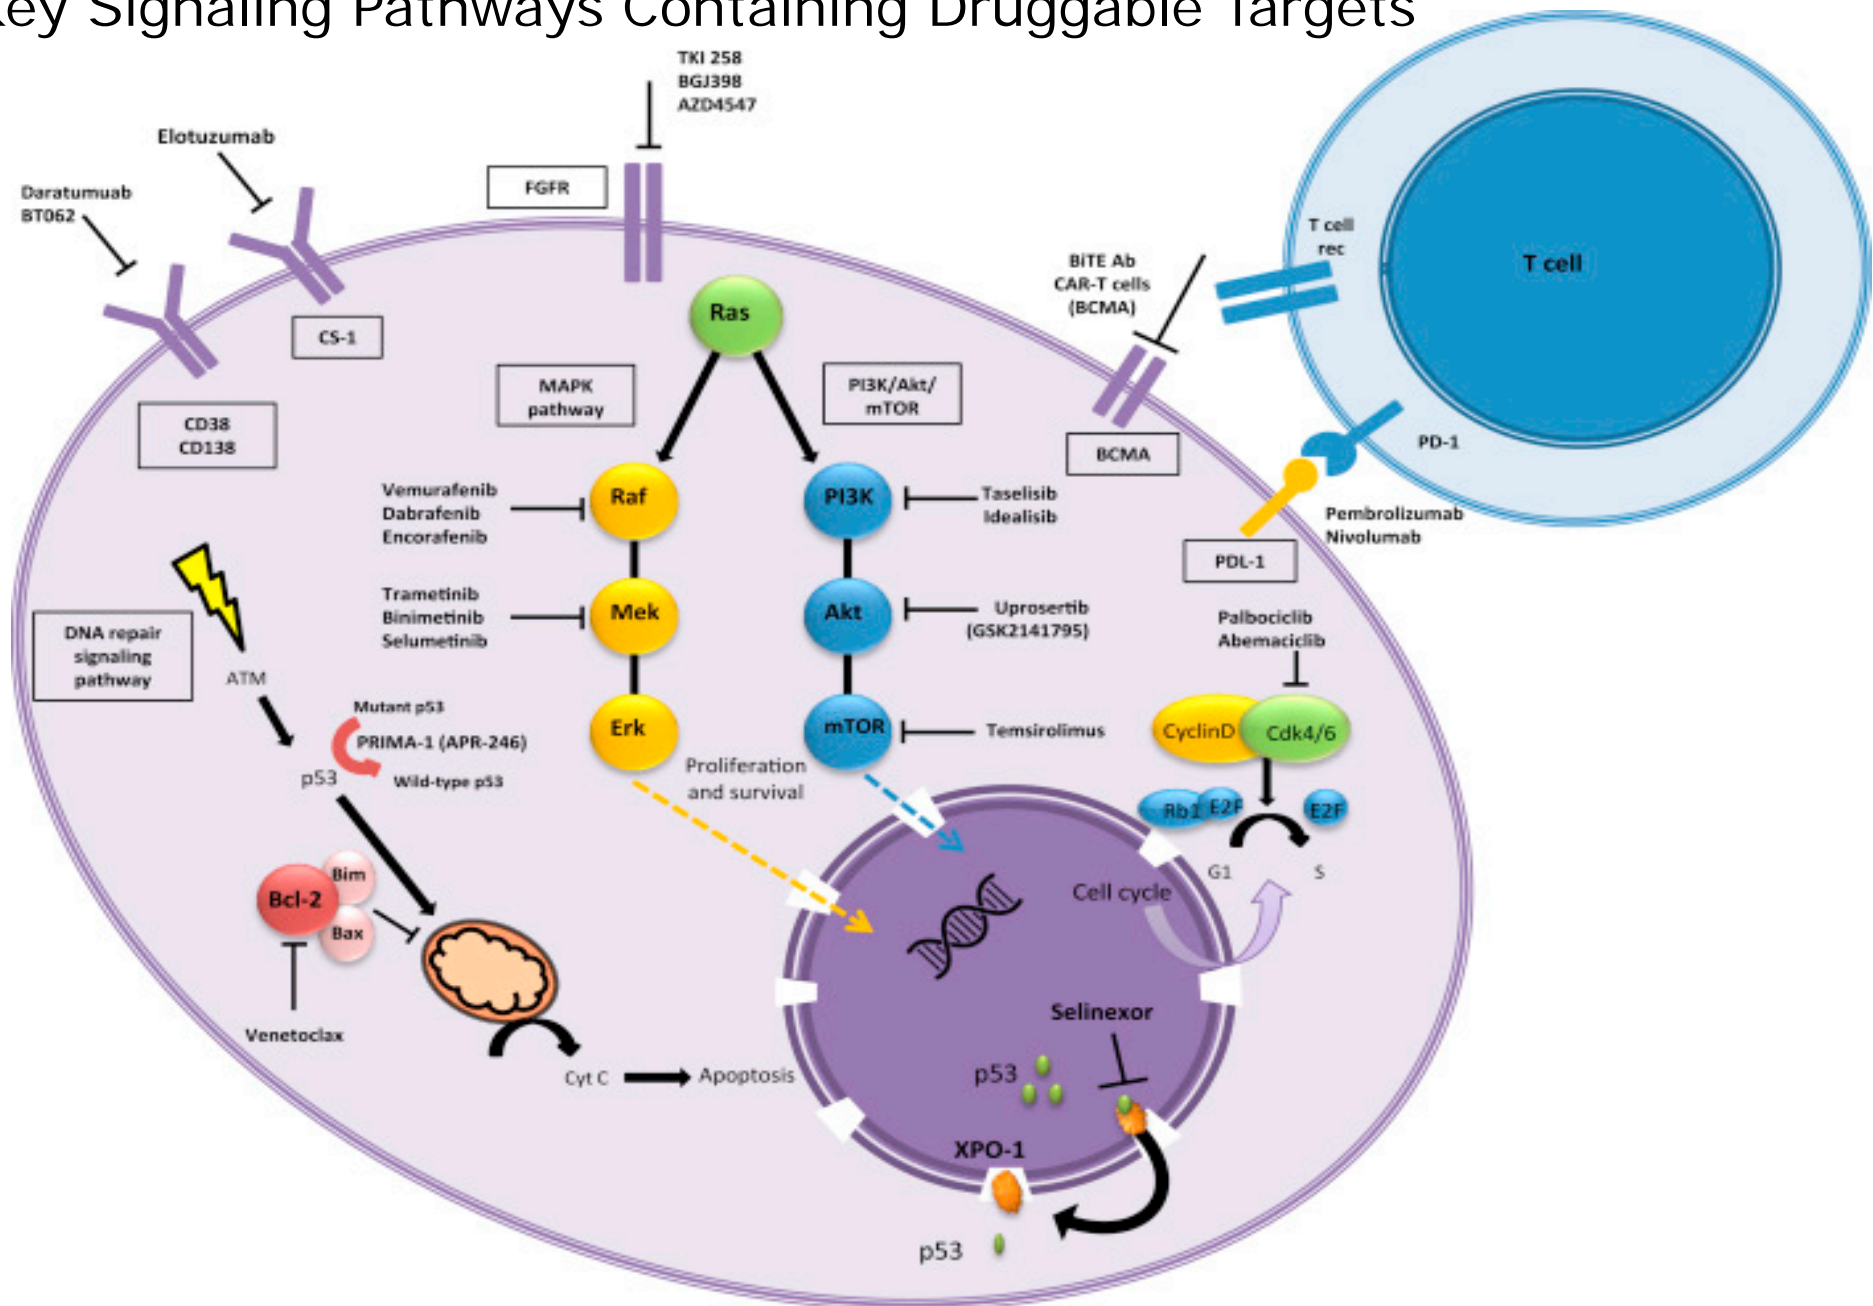 ey Signaling Pathways Containing Druggable Targets
TKI 258
BGJ398
AZD4547
Elotuzumab
Daratumuab
BT062
FGFR
CS-1
CD38
CD138
Ras
MAPK
pathway
PI3K/Akt/
mTOR
BiTE Ab
CAR-T cells
(BCMA)
BCMA
T cell
rec
T cell
PD-1
Pembrolizumab
Nivolumab
PDL-1
Vemurafenib
Dabrafenib
Encorafenib
Raf
PI3K
Taselisib
Idealisib
Trametinib
Binimetinib
Selumetinib
Mek
Akt
Uprosertib
(GSK2141795)
Erk
mTOR
Temsirolimus
Proliferation
and survival
Palbociclib
Abemaciclib
CyclinD
Cdk4/6
Rb1
E2F
E2F
G1
S
Cell cycle
DNA repair
signaling
pathway
ATM
Mutant p53
PRIMA-1 (APR-246)
p53
Wild-type p53
Bcl-2
Bim
Bax
Venetoclax
Cyt C
Apoptosis
Selinexor
p53
XPO-1
p53